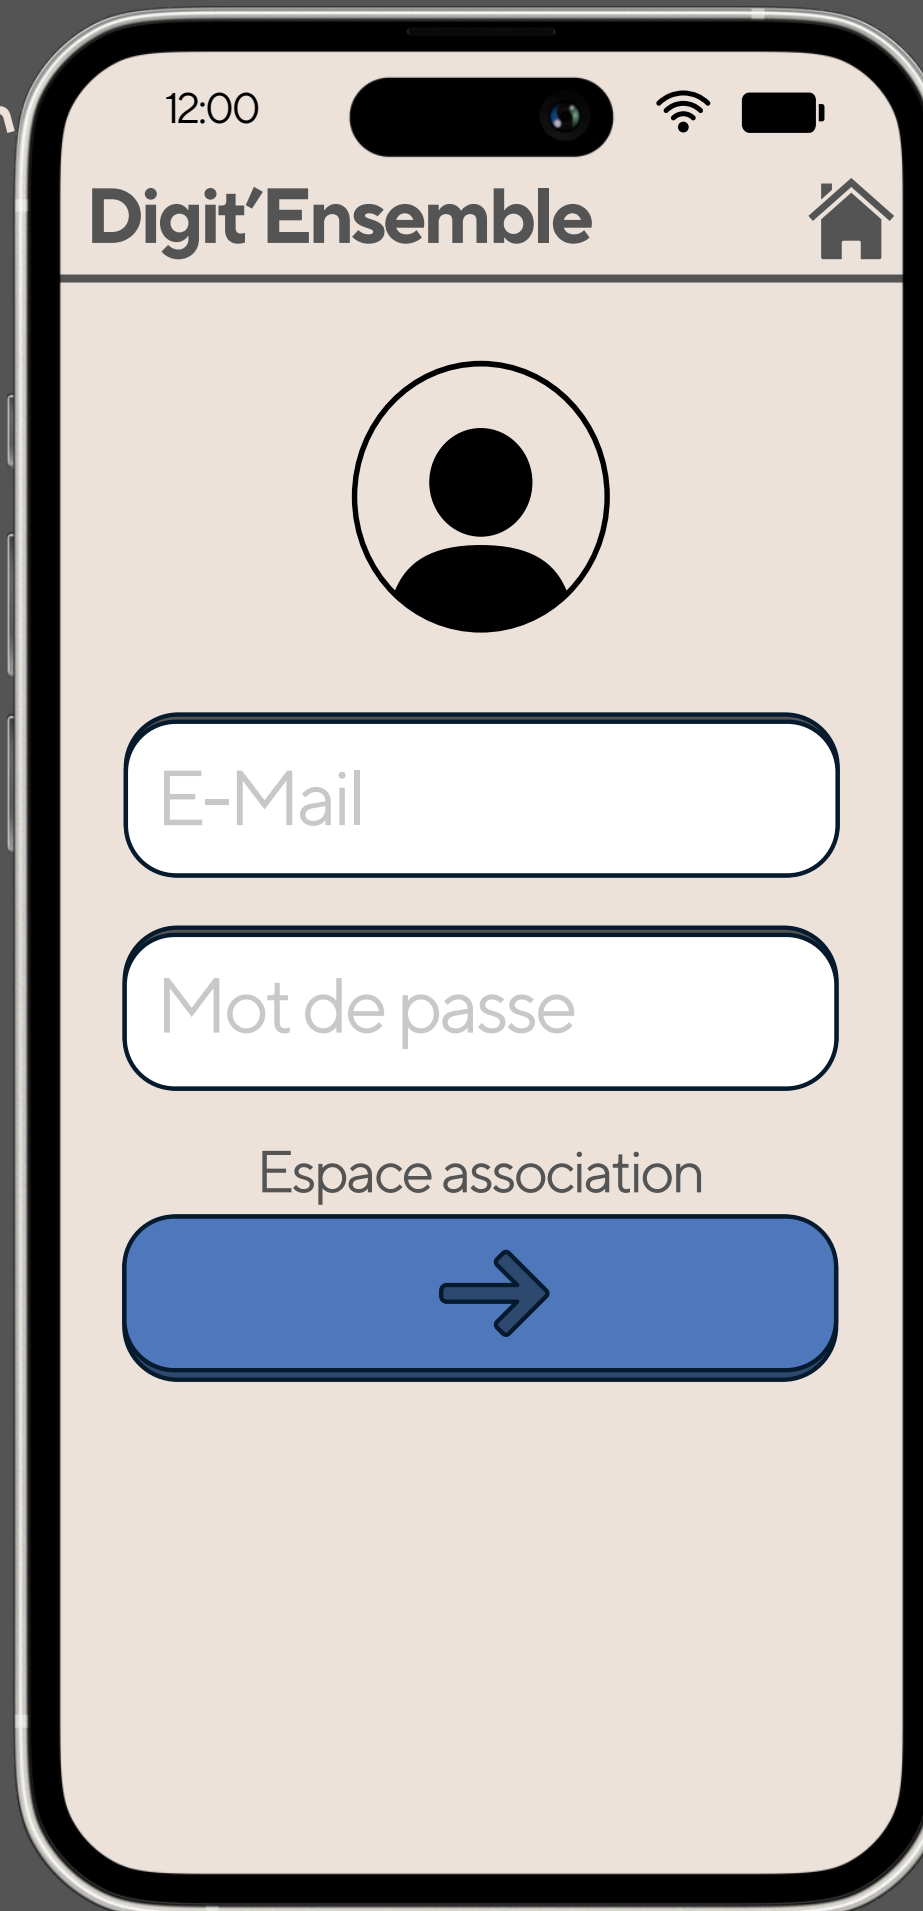 12:00
Digit’Ensemble
E-Mail
Mot de passe
Espace association